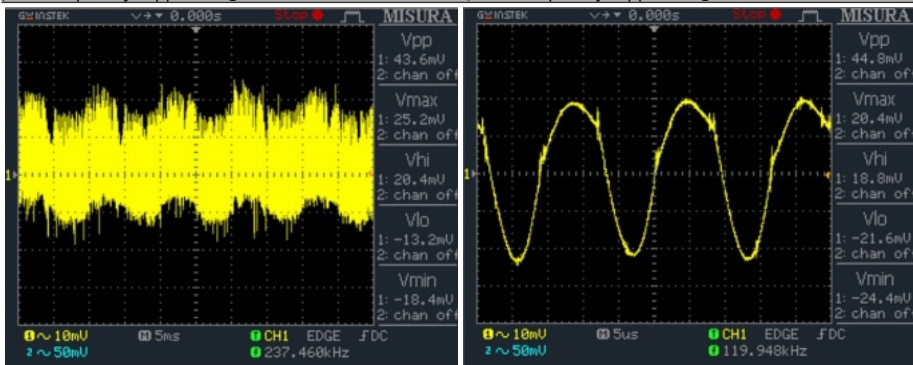 GWINSTEK 0.000s Stop MISURA
Vpp
1: 43.6mV
2: chan off
Vmax
1: 25.2mV
2: chan off
Vhi
1: 20.4mV
2: chan off
Vlo
1: -13.2mV
2: chan off
Vmin
1: -18.4mV
2: chan off
1
1 ~ 10mV M 5ms CH1 EDGE DC
2 ~ 50mV f 237.460kHz
GWINSTEK 0.000s Stop MISURA
Vpp
1: 44.8mV
2: chan off
Vmax
1: 20.4mV
2: chan off
Vhi
1: 18.8mV
2: chan off
Vlo
1: -21.6mV
2: chan off
Vmin
1: -24.4mV
2: chan off
1
1 ~ 10mV M 5us CH1 EDGE DC
2 ~ 50mV f 119.948kHz